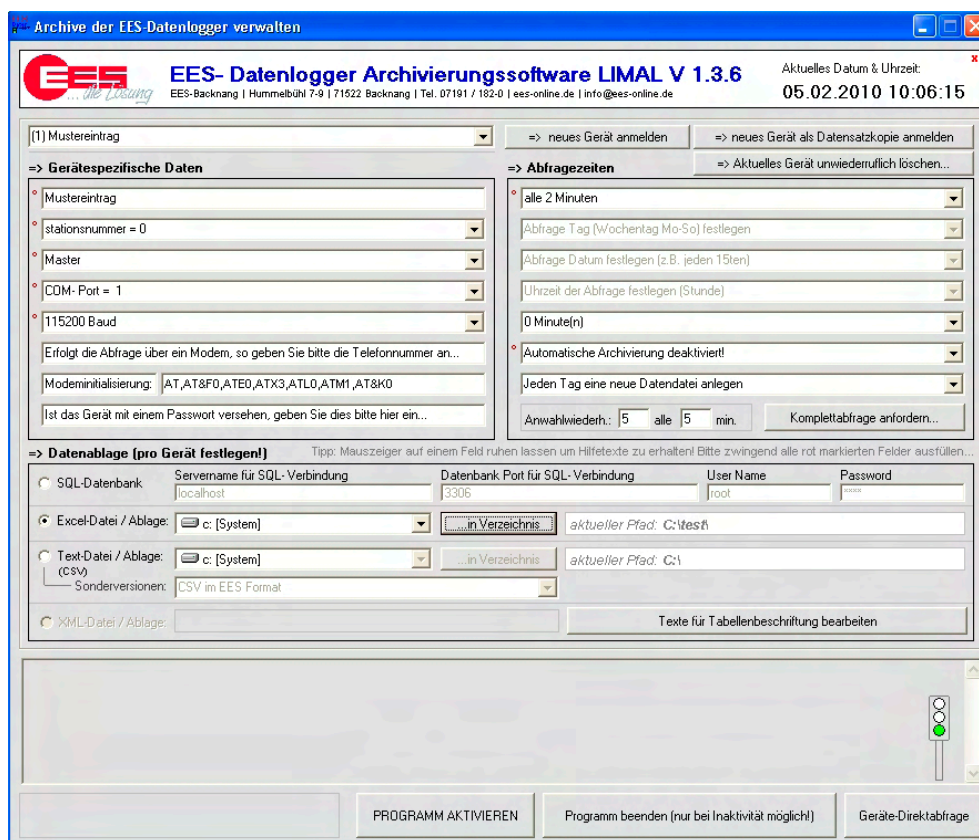 Archive der EES-Datenlogger verwalten
EES
...die Lösung
EES- Datenlogger Archivierungssoftware LIMAL V 1.3.6
EES-Backnang | Hummelbühl 7-9 | 71522 Backnang | Tel. 07191 / 182-0 | ees-online.de | info@ees-online.de
Aktuelles Datum & Uhrzeit:
05.02.2010 10:06:15
x
(1) Mustereintrag
=> neues Gerät anmelden
=> neues Gerät als Datensatzkopie anmelden
=> Aktuelles Gerät unwiederruflich löschen...
=> Gerätespezifische Daten
Mustereintrag
stationsnummer = 0
Master
COM- Port = 1
115200 Baud
Erfolgt die Abfrage über ein Modem, so geben Sie bitte die Telefonnummer an...
Modeminitialisierung: AT,AT&F0,ATE0,ATX3,ATL0,ATM1,AT&K0
Ist das Gerät mit einem Passwort versehen, geben Sie dies bitte hier ein...
=> Abfragezeiten
alle 2 Minuten
Abfrage Tag (Wochentag Mo-So) festlegen
Abfrage Datum festlegen (z.B. jeden 15ten)
Uhrzeit der Abfrage festlegen (Stunde)
0 Minute(n)
Automatische Archivierung deaktiviert!
Jeden Tag eine neue Datendatei anlegen
Anwahlwiederh.: 5 alle 5 min.
Komplettabfrage anfordern...
=> Datenablage (pro Gerät festlegen!)
Tipp: Mauszeiger auf einem Feld ruhen lassen um Hilfetexte zu erhalten! Bitte zwingend alle rot markierten Felder ausfüllen...
SQL-Datenbank
Servername für SQL- Verbindung
localhost
Datenbank Port für SQL- Verbindung
3306
User Name
root
Password
****
Excel-Datei / Ablage: c: [System] ...in Verzeichnis aktueller Pfad: C:\test\
Text-Datei / Ablage: c: [System] ...in Verzeichnis aktueller Pfad: C:\
(CSV)
Sonderversionen: CSV im EES Format
XML-Datei / Ablage:
Texte für Tabellenbeschriftung bearbeiten
PROGRAMM AKTIVIEREN
Programm beenden (nur bei Inaktivität möglich!)
Geräte-Direktabfrage